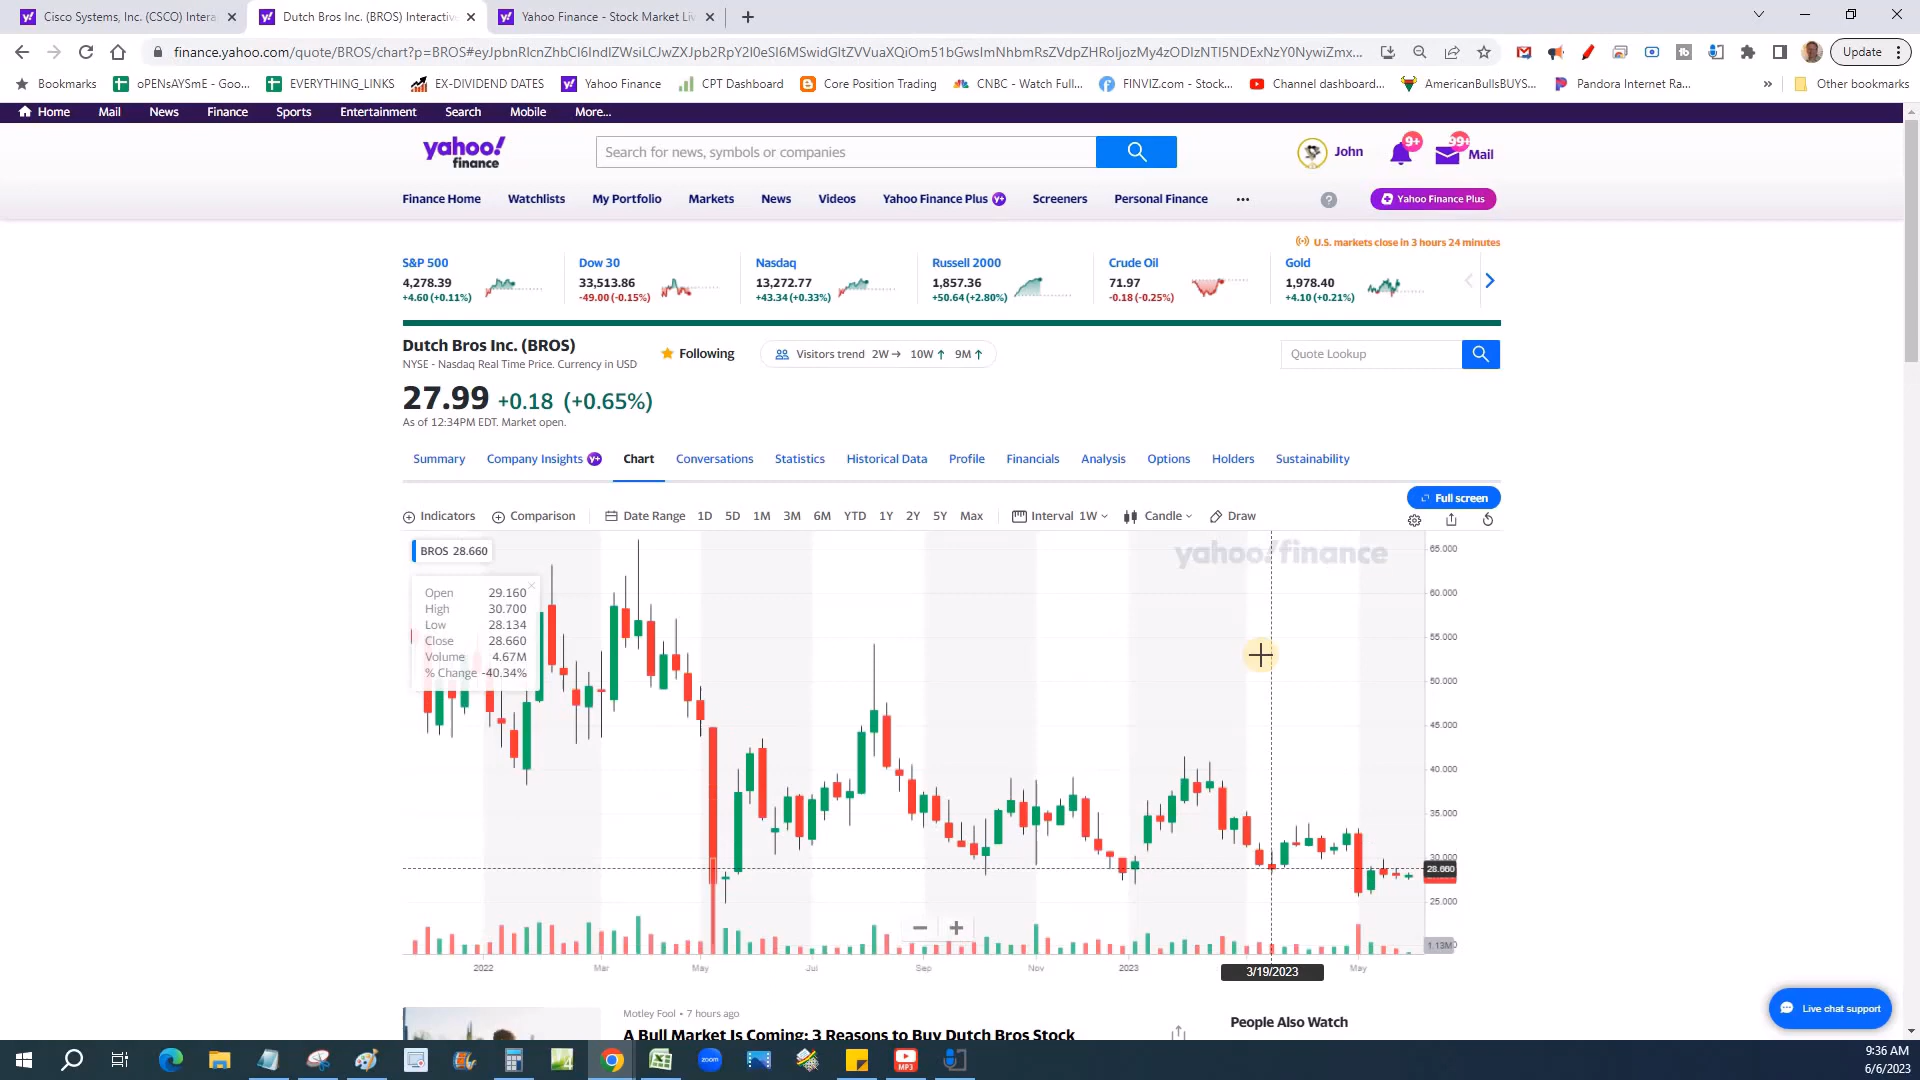 Cisco Systems, Inc. (CSCO) Intera
Dutch Bros Inc. (BROS) Interactive
Yahoo Finance - Stock Market Liv
finance.yahoo.com/quote/BROS/chart?p=BROS#
Update
Bookmarks
oPENsAYSmE - Goo...
EVERYTHING_LINKS
EX-DIVIDEND DATES
Yahoo Finance
CPT Dashboard
Core Position Trading
CNBC - Watch Full...
FINVIZ.com - Stock...
Channel dashboard...
AmericanBullsBUYS...
Pandora Internet Ra...
»
Other bookmarks
Home Mail News Finance Sports Entertainment Search Mobile More...
yahoo!
finance
Search for news, symbols or companies
John
9+
99+
Mail
Finance Home Watchlists My Portfolio Markets News Videos Yahoo Finance Plus Screeners Personal Finance ...
?
Yahoo Finance Plus
U.S. markets close in 3 hours 24 minutes
S&P 500
4,278.39
+4.60 (+0.11%)
Dow 30
33,513.86
-49.00 (-0.15%)
Nasdaq
13,272.77
+43.34 (+0.33%)
Russell 2000
1,857.36
+50.64 (+2.80%)
Crude Oil
71.97
-0.18 (-0.25%)
Gold
1,978.40
+4.10 (+0.21%)
Dutch Bros Inc. (BROS)
NYSE - Nasdaq Real Time Price. Currency in USD
Following
Visitors trend 2W→ 10W↑ 9M↑
Quote Lookup
27.99 +0.18 (+0.65%)
As of 12:34PM EDT. Market open.
Summary Company Insights Chart Conversations Statistics Historical Data Profile Financials Analysis Options Holders Sustainability
Full screen
Indicators Comparison Date Range 1D 5D 1M 3M 6M YTD 1Y 2Y 5Y Max Interval 1W Candle Draw
BROS 28.660
yahoo!finance
Open 29.160
High 30.700
Low 28.134
Close 28.660
Volume 4.67M
% Change -40.34%
65.000
60.000
55.000
50.000
45.000
40.000
35.000
30.000
28.660
25.000
1.13M
2022 Mar May Jul Sep Nov 2023 3/19/2023 May
Motley Fool • 7 hours ago
A Bull Market Is Coming: 3 Reasons to Buy Dutch Bros Stock
People Also Watch
Live chat support
zoom
MP3
9:36 AM
6/6/2023